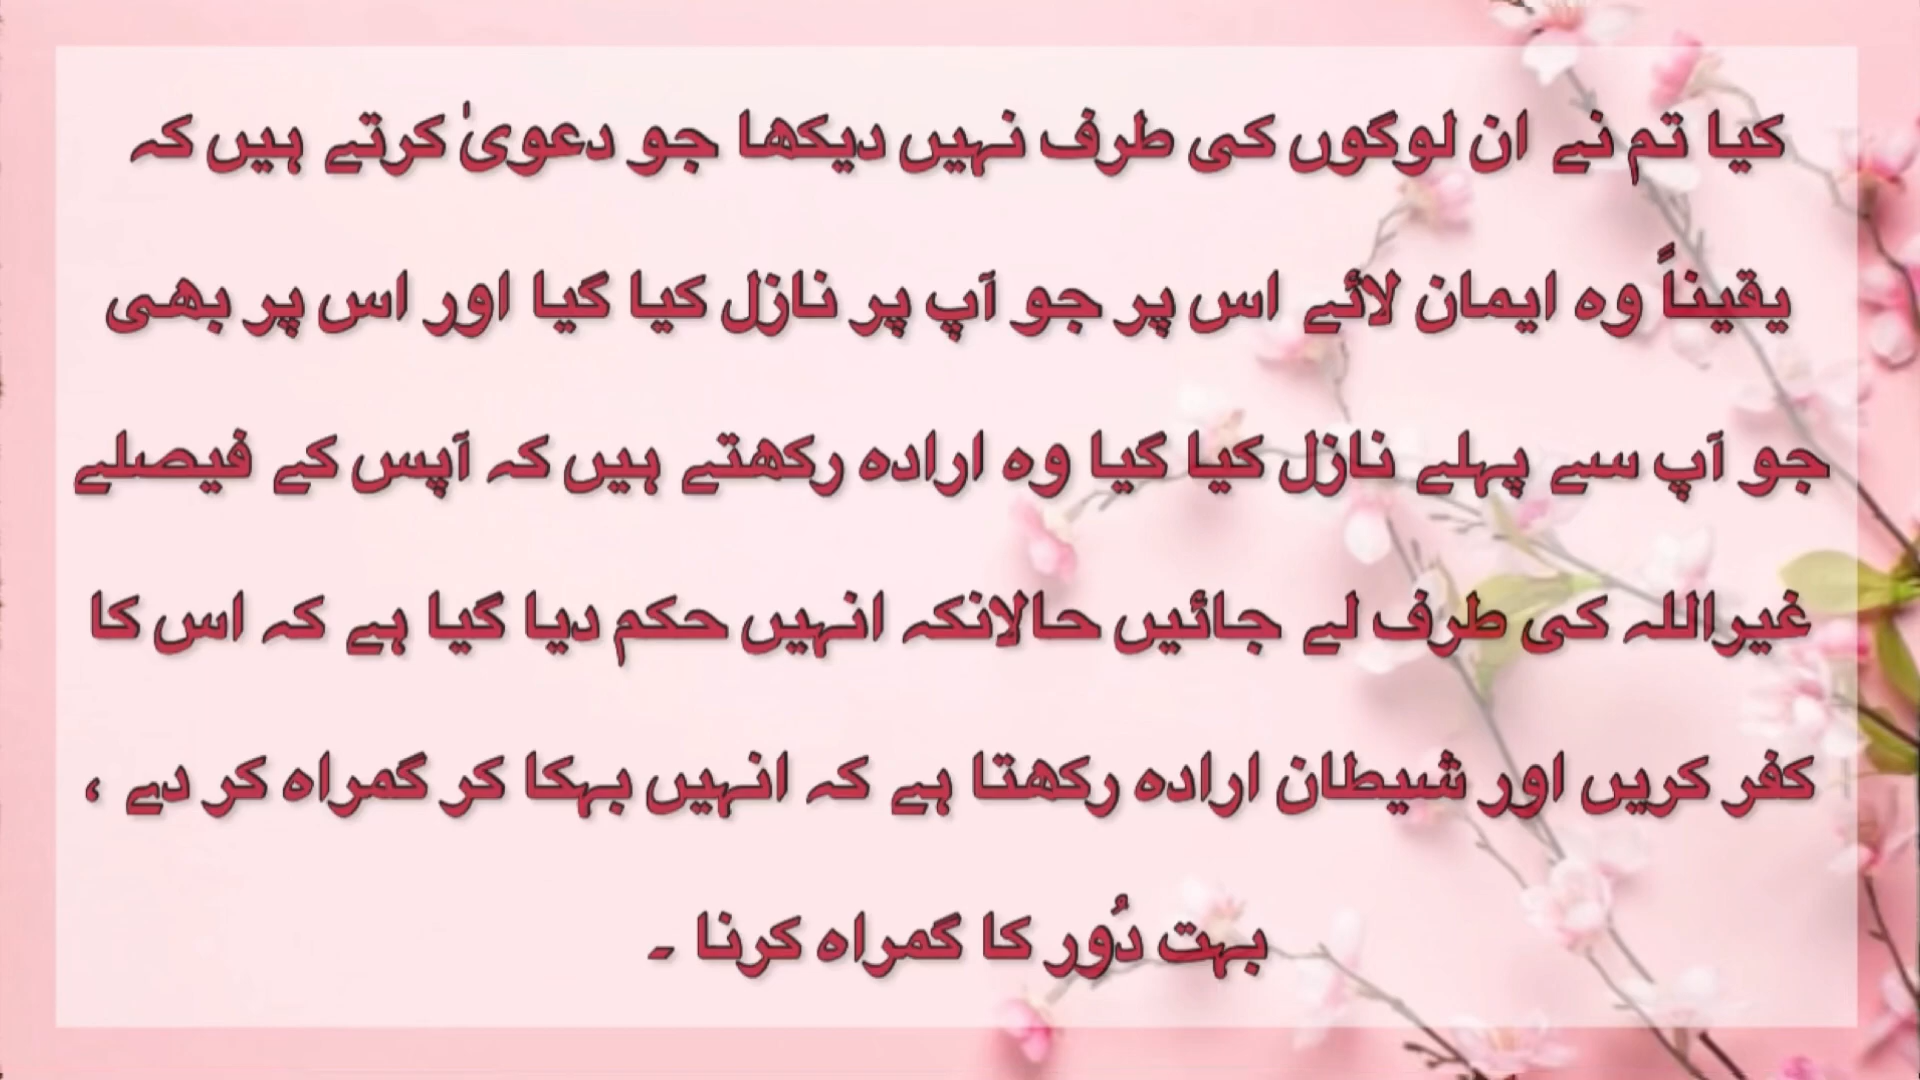 کیا تم نے ان لوگوں کی طرف نہیں دیکھا جو دعویٰ کرتے ہیں کہ
یقیناً وہ ایمان لائے اس پر جو آپ پر نازل کیا گیا اور اس پر بھی
جو آپ سے پہلے نازل کیا گیا وہ ارادہ رکھتے ہیں کہ آپس کے فیصلے
غیراللہ کی طرف لے جائیں حالانکہ انہیں حکم دیا گیا ہے کہ اس کا
کفر کریں اور شیطان ارادہ رکھتا ہے کہ انہیں بہکا کر گمراہ کر دے ،
بہت دُور کا گمراہ کرنا ۔